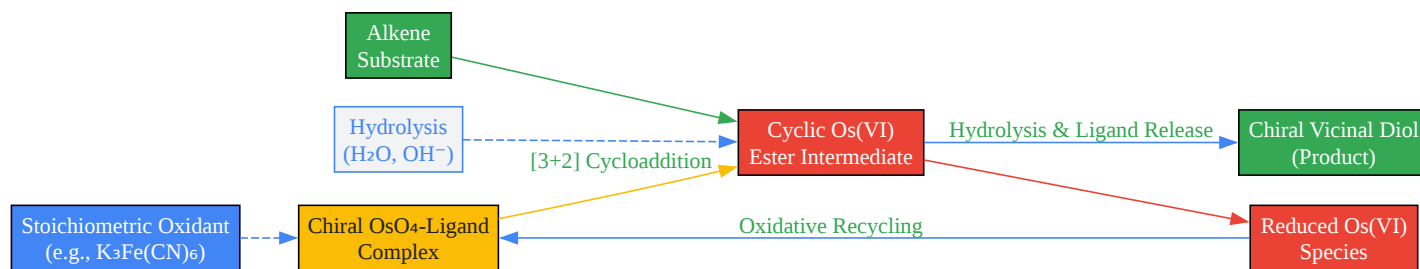 Alkene
Substrate
Hydrolysis
(H₂O, OH⁻)
[3+2] Cycloaddition
Cyclic Os(VI)
Ester Intermediate
Hydrolysis & Ligand Release
Chiral Vicinal Diol
(Product)
Stoichiometric Oxidant
(e.g., K₃Fe(CN)₆)
Chiral OsO₄-Ligand
Complex
Oxidative Recycling
Reduced Os(VI)
Species